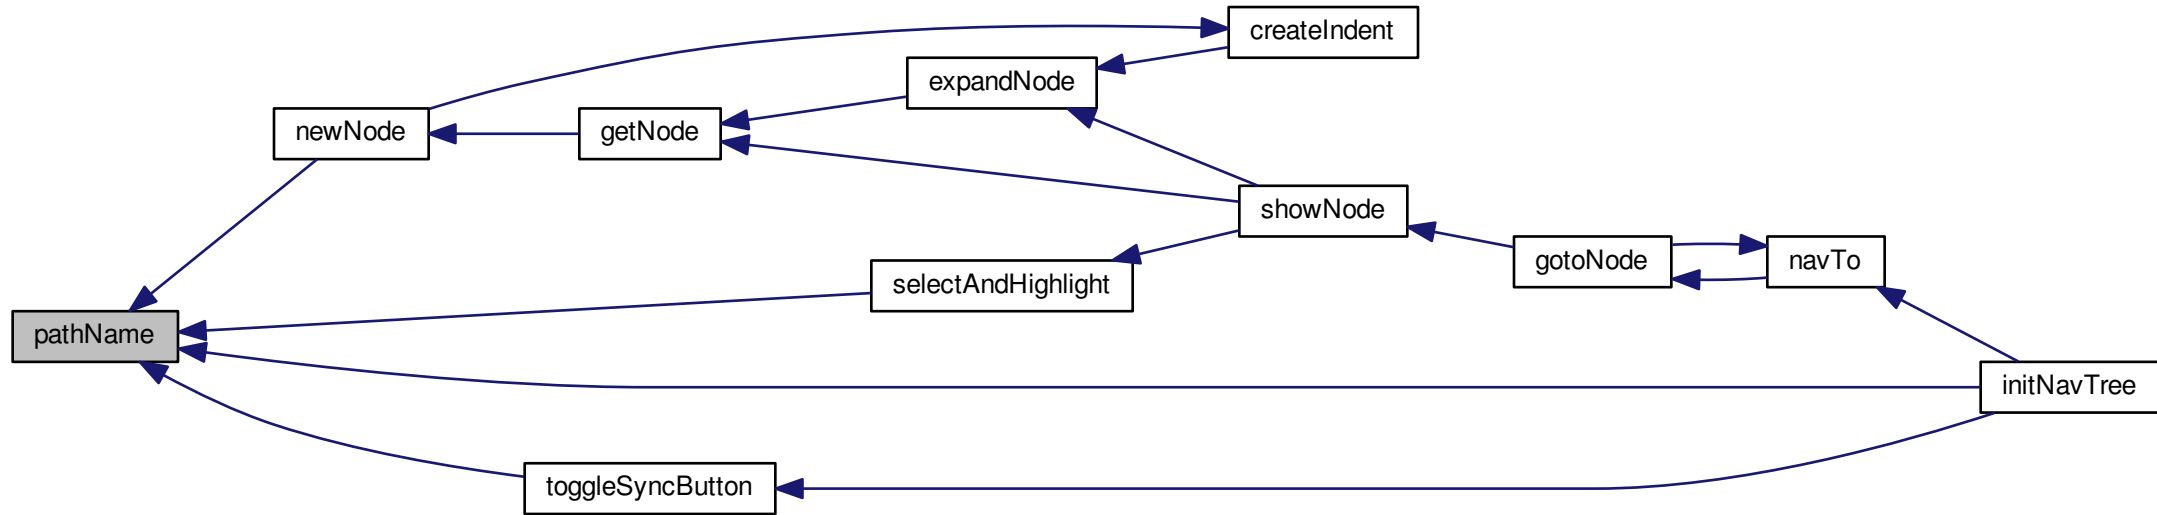 createIndent
expandNode
newNode
getNode
showNode
gotoNode
navTo
selectAndHighlight
pathName
initNavTree
toggleSyncButton